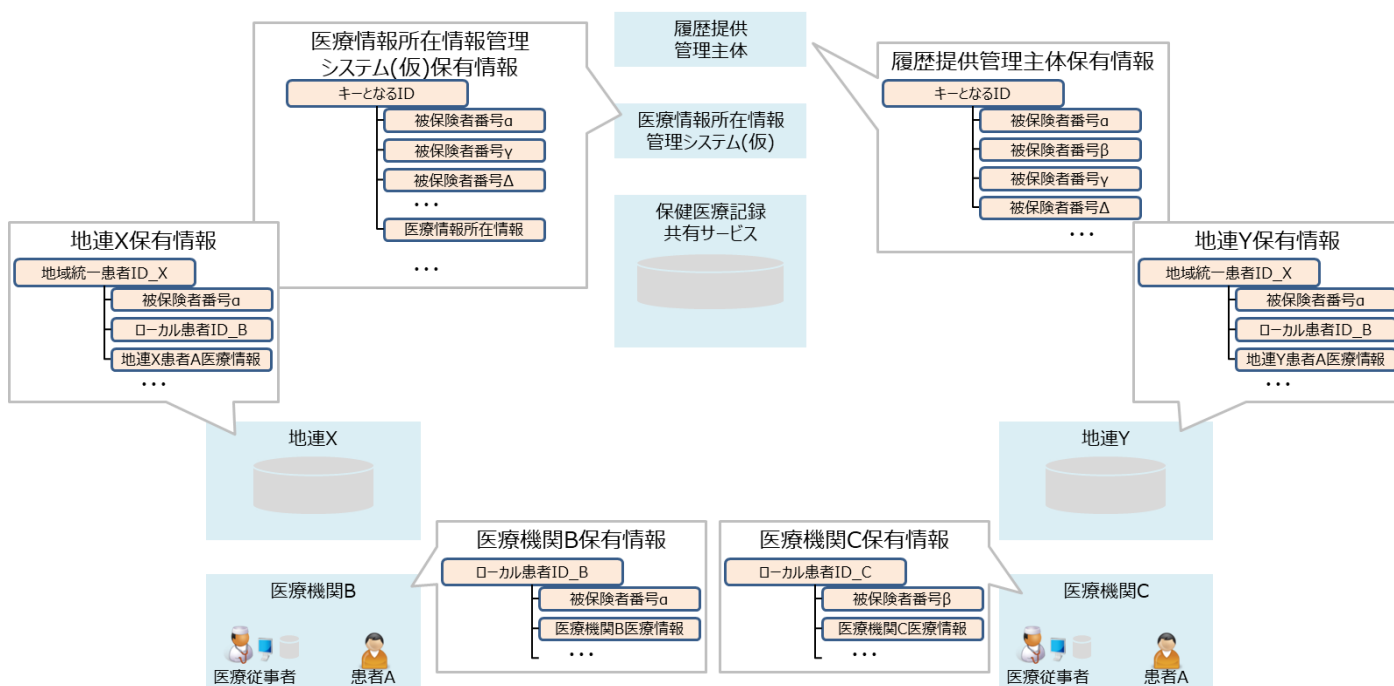 医療情報所在情報管理
システム(仮)保有情報
キーとなるID
被保険者番号α
被保険者番号γ
被保険者番号Δ
・・・
医療情報所在情報
・・・
履歴提供
管理主体
医療情報所在情報
管理システム(仮)
保健医療記録
共有サービス
履歴提供管理主体保有情報
キーとなるID
被保険者番号α
被保険者番号β
被保険者番号γ
被保険者番号Δ
・・・
地連X保有情報
地域統一患者ID_X
被保険者番号α
ローカル患者ID_B
地連X患者A医療情報
・・・
地連Y保有情報
地域統一患者ID_X
被保険者番号α
ローカル患者ID_B
地連Y患者A医療情報
・・・
地連X
地連Y
医療機関B保有情報
ローカル患者ID_B
被保険者番号α
医療機関B医療情報
・・・
医療機関C保有情報
ローカル患者ID_C
被保険者番号β
医療機関C医療情報
・・・
医療機関B
医療従事者
患者A
医療機関C
医療従事者
患者A